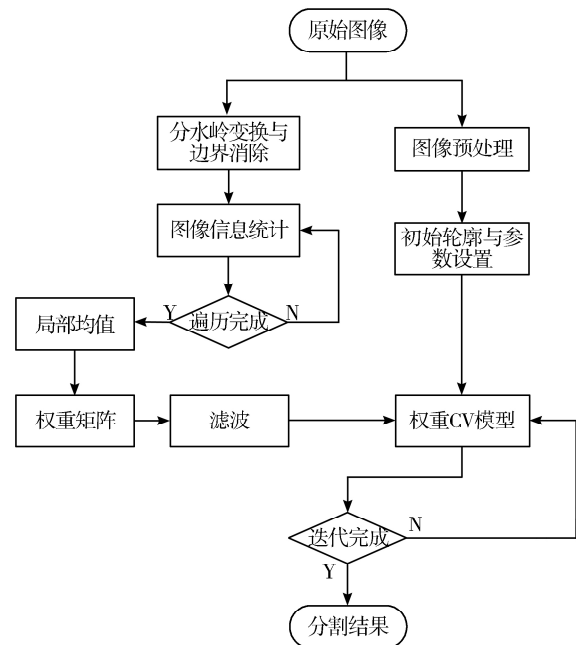 原始图像
分水岭变换与
边界消除
图像预处理
图像信息统计
初始轮廓与参
数设置
Y
遍历完成
N
局部均值
权重矩阵
滤波
权重CV模型
迭代完成
N
Y
分割结果